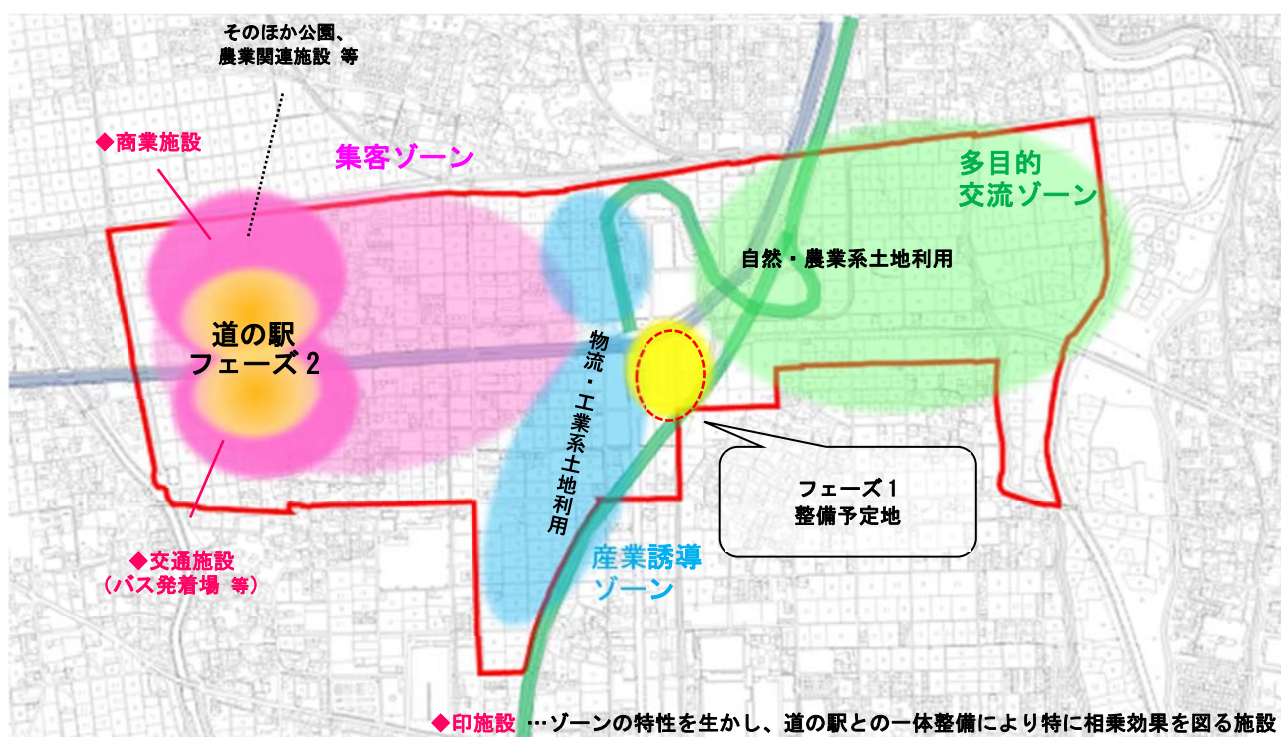 そのほか公園、
農業関連施設 等
◆商業施設
集客ゾーン
多目的
交流ゾーン
自然・農業系土地利用
道の駅
フェーズ２
物流・工業系土地利用
フェーズ１
整備予定地
産業誘導
ゾーン
◆交通施設
（バス発着場 等）
◆印施設 …ゾーンの特性を生かし、道の駅との一体整備により特に相乗効果を図る施設